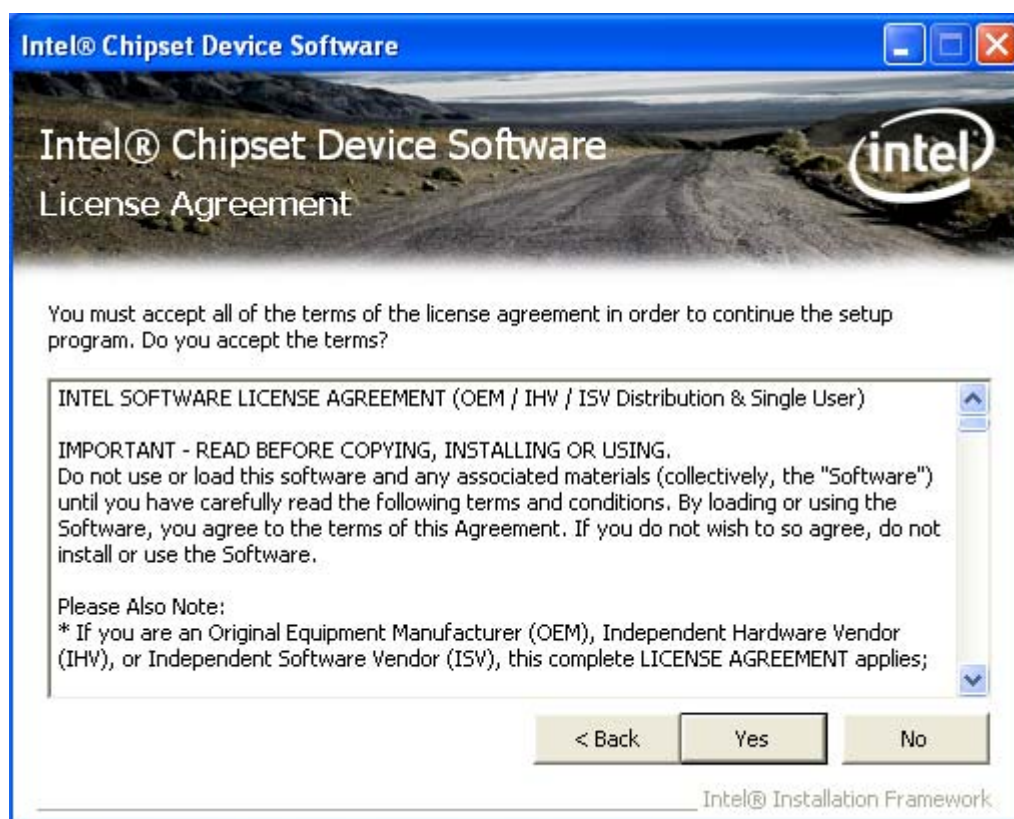 Intel® Chipset Device Software
Intel® Chipset Device Software
intel
License Agreement
You must accept all of the terms of the license agreement in order to continue the setup
program. Do you accept the terms?
INTEL SOFTWARE LICENSE AGREEMENT (OEM / IHV / ISV Distribution & Single User)
IMPORTANT - READ BEFORE COPYING, INSTALLING OR USING.
Do not use or load this software and any associated materials (collectively, the "Software")
until you have carefully read the following terms and conditions. By loading or using the
Software, you agree to the terms of this Agreement. If you do not wish to so agree, do not
install or use the Software.
Please Also Note:
* If you are an Original Equipment Manufacturer (OEM), Independent Hardware Vendor
(IHV), or Independent Software Vendor (ISV), this complete LICENSE AGREEMENT applies;
< Back Yes No
Intel® Installation Framework